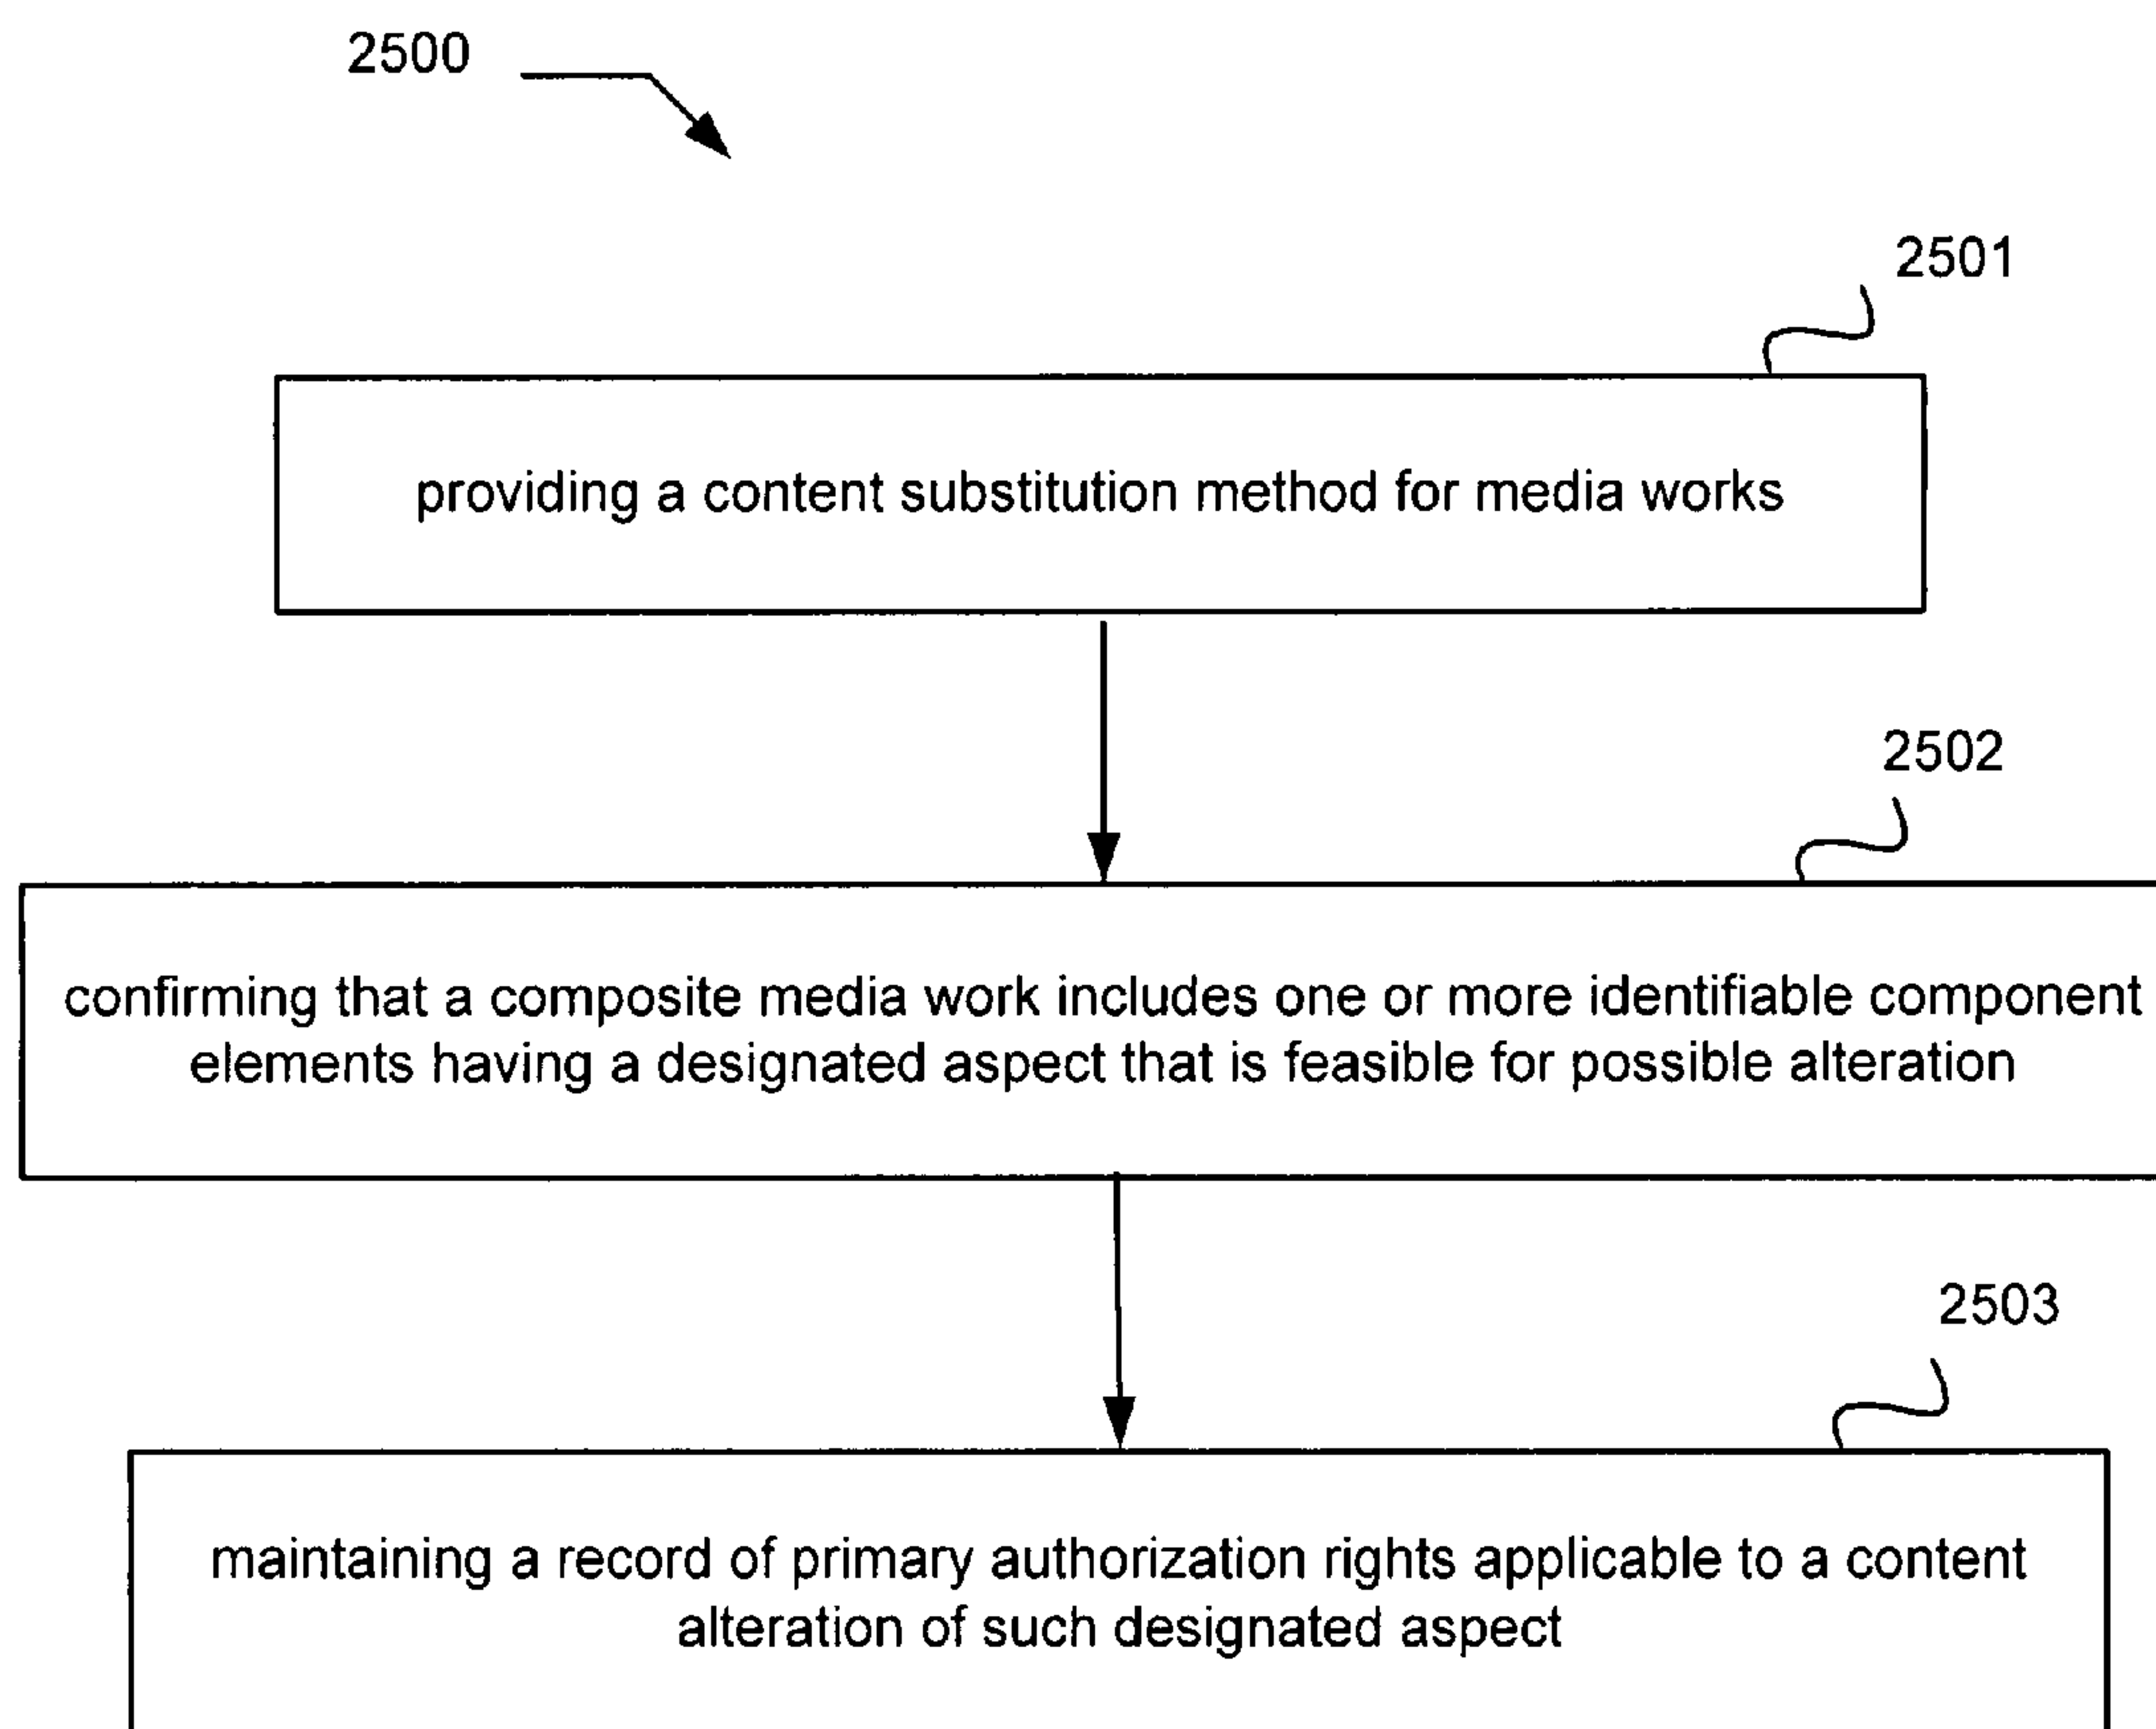 2500
2501
providing a content substitution method for media works
2502
confirming that a composite media work includes one or more identifiable component
elements having a designated aspect that is feasible for possible alteration
2503
maintaining a record of primary authorization rights applicable to a content
alteration of such designated aspect